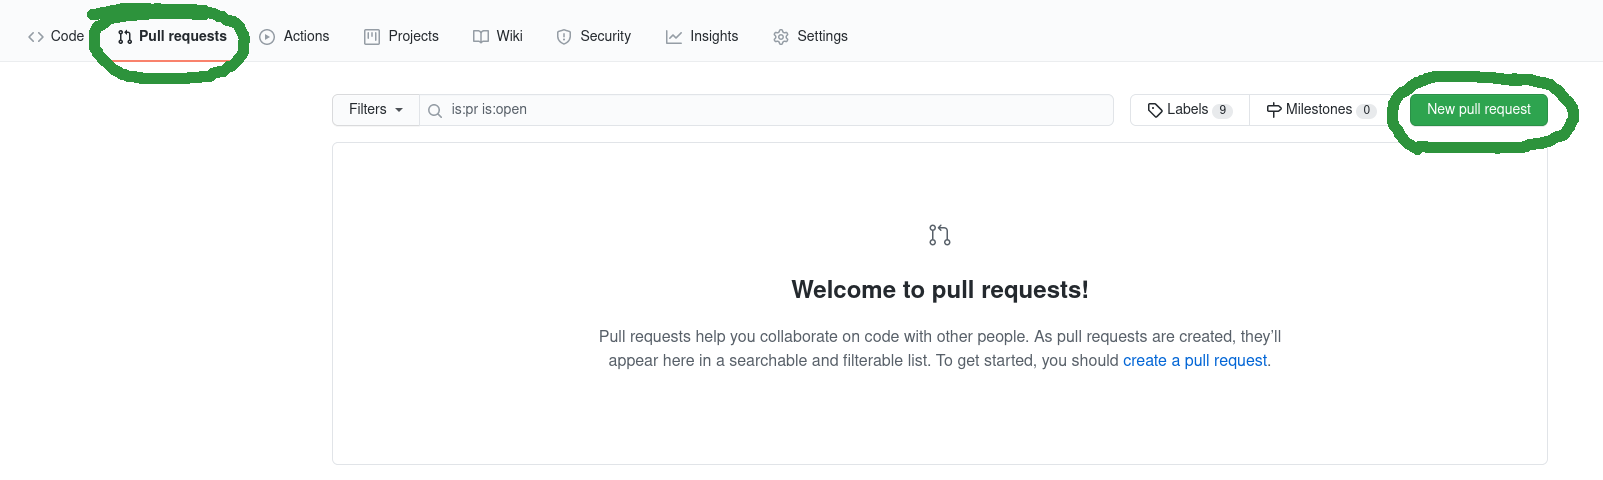 Code Pull requests Actions Projects Wiki Security Insights Settings
Filters is:pr is:open Labels 9 Milestones 0 New pull request
Welcome to pull requests!
Pull requests help you collaborate on code with other people. As pull requests are created, they’ll
appear here in a searchable and filterable list. To get started, you should create a pull request.